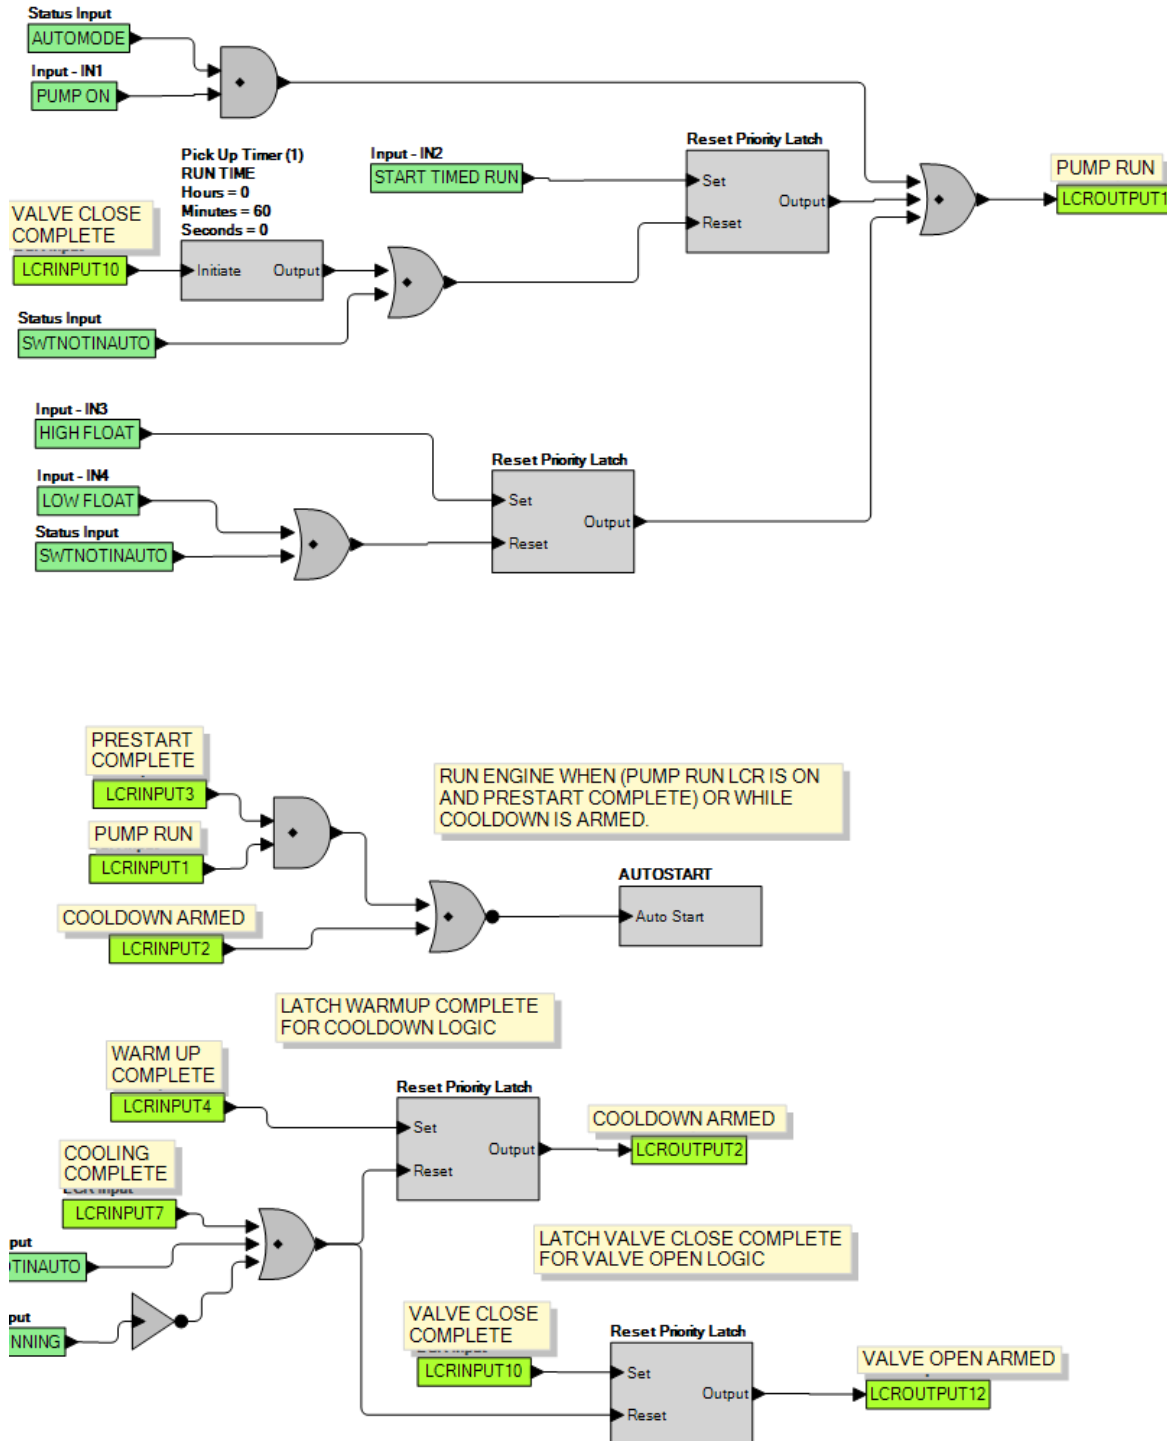 Status Input
AUTOMODE
Input - IN1
PUMP ON
Pick Up Timer (1)
RUN TIME
Hours = 0
Minutes = 60
Seconds = 0
Initiate
Output
VALVE CLOSE
COMPLETE
LCRINPUT10
Status Input
SWTNOTINAUTO
Input - IN2
START TIMED RUN
Reset Priority Latch
Set
Output
Reset
PUMP RUN
LCROUTPUT1
Input - IN3
HIGH FLOAT
Input - IN4
LOW FLOAT
Status Input
SWTNOTINAUTO
Reset Priority Latch
Set
Output
Reset
PRESTART
COMPLETE
LCRINPUT3
PUMP RUN
LCRINPUT1
COOLDOWN ARMED
LCRINPUT2
RUN ENGINE WHEN (PUMP RUN LCR IS ON
AND PRESTART COMPLETE) OR WHILE
COOLDOWN IS ARMED.
AUTOSTART
Auto Start
LATCH WARMUP COMPLETE
FOR COOLDOWN LOGIC
WARM UP
COMPLETE
LCRINPUT4
Reset Priority Latch
Set
Output
Reset
COOLDOWN ARMED
LCROUTPUT2
COOLING
COMPLETE
LCR Input
LCRINPUT7
put
TINAUTO
put
NNING
LATCH VALVE CLOSE COMPLETE
FOR VALVE OPEN LOGIC
VALVE CLOSE
COMPLETE
LCRINPUT10
Reset Priority Latch
Set
Output
Reset
VALVE OPEN ARMED
LCROUTPUT12